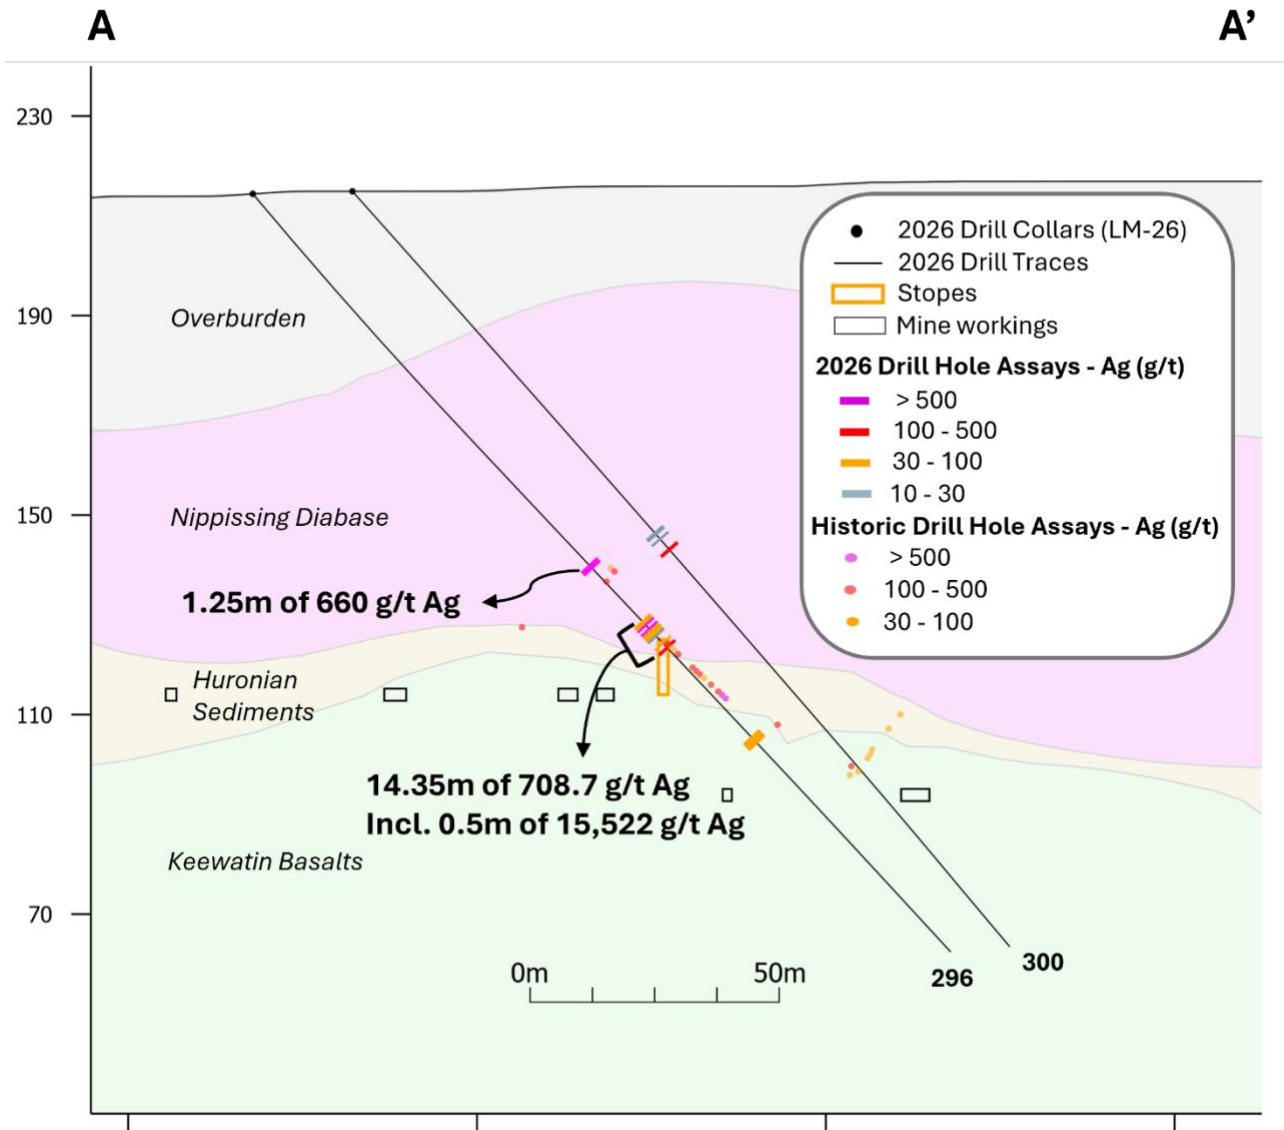 A
A’
230
190
150
110
70
Overburden
Nippissing Diabase
Huronian
Sediments
Keewatin Basalts
1.25m of 660 g/t Ag
14.35m of 708.7 g/t Ag
Incl. 0.5m of 15,522 g/t Ag
2026 Drill Collars (LM-26)
2026 Drill Traces
Stopes
Mine workings
2026 Drill Hole Assays - Ag (g/t)
> 500
100 - 500
30 - 100
10 - 30
Historic Drill Hole Assays - Ag (g/t)
> 500
100 - 500
30 - 100
0m
50m
296
300